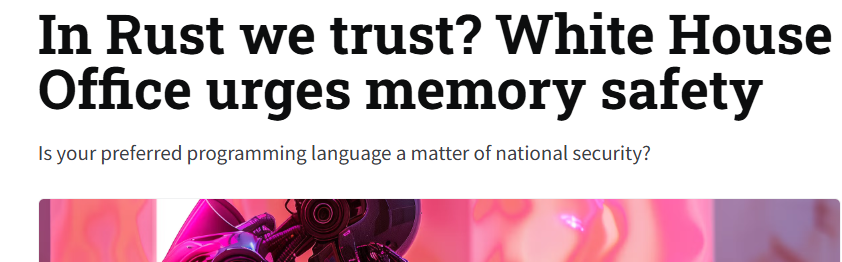 In Rust we trust? White House
Office urges memory safety
Is your preferred programming language a matter of national security?